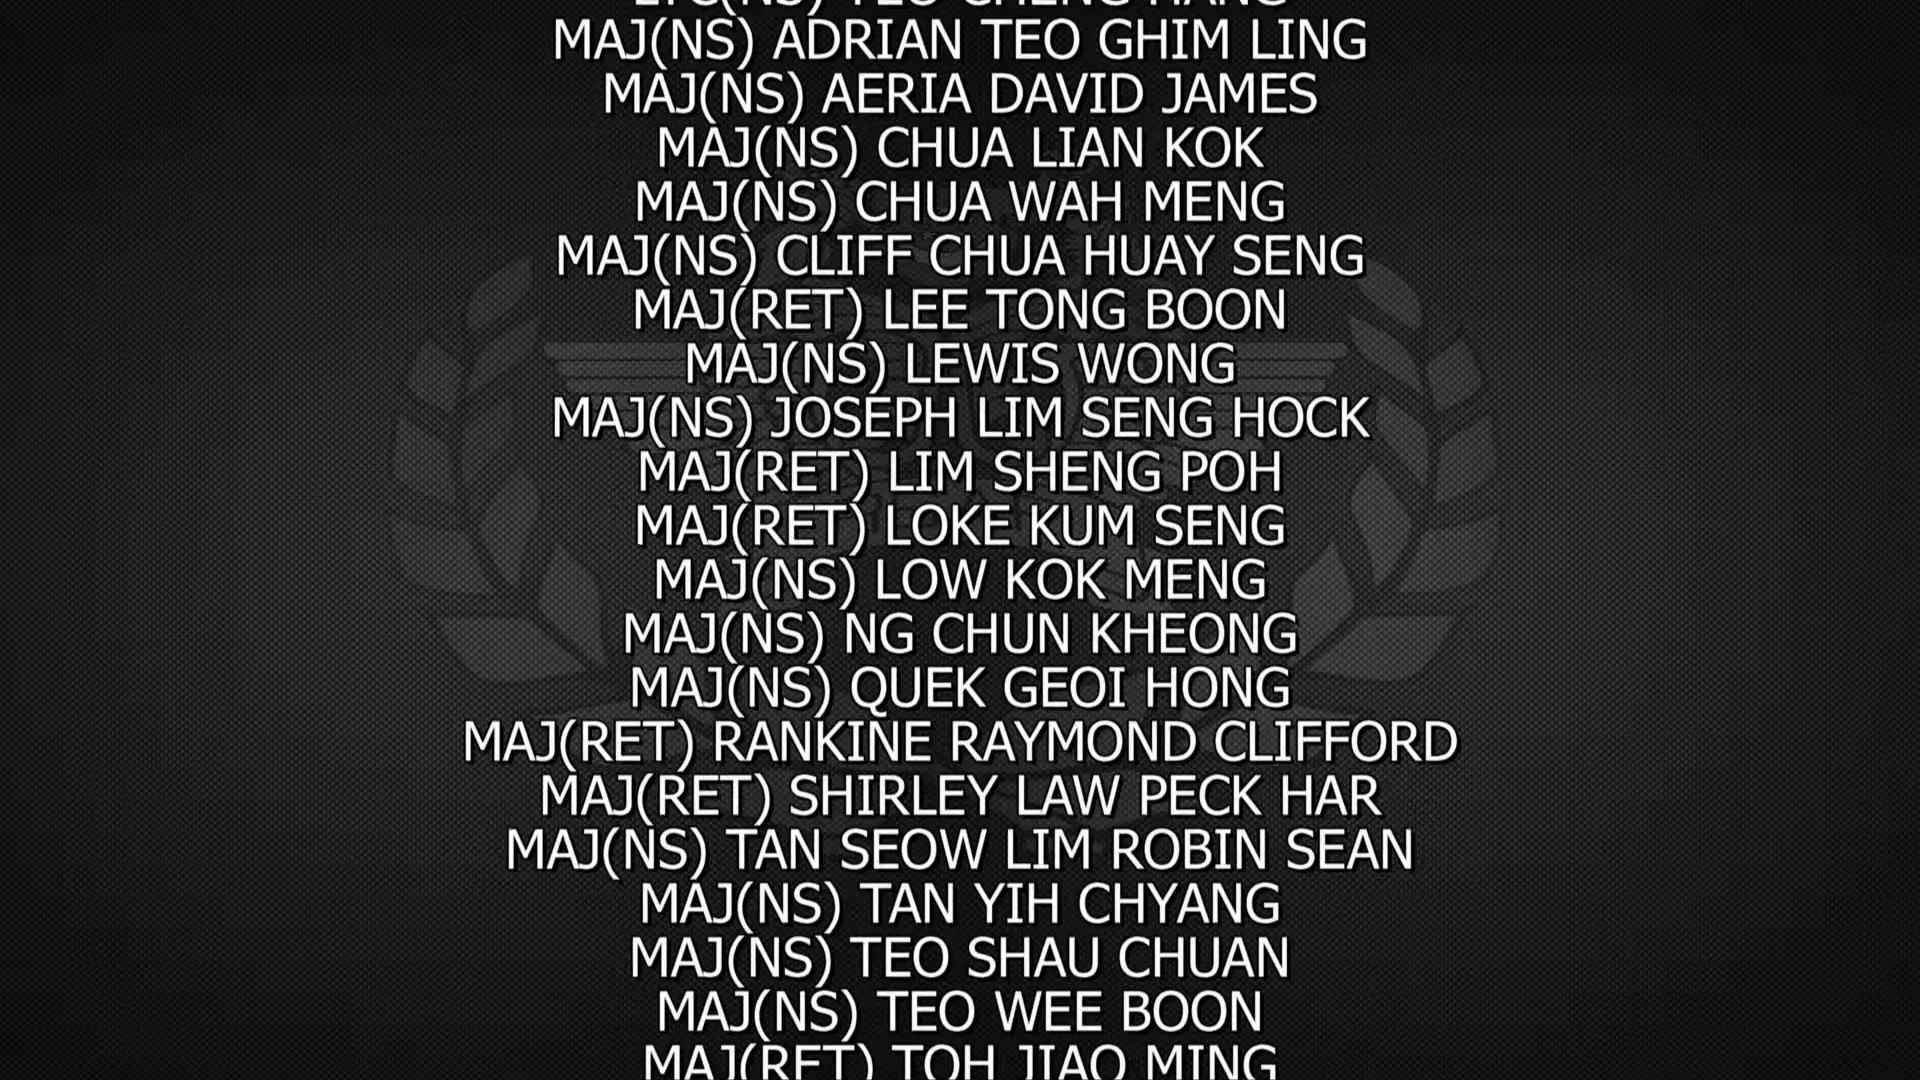 LTC(NS) TEO CHENG HANG
MAJ(NS) ADRIAN TEO GHIM LING
MAJ(NS) AERIA DAVID JAMES
MAJ(NS) CHUA LIAN KOK
MAJ(NS) CHUA WAH MENG
MAJ(NS) CLIFF CHUA HUAY SENG
MAJ(RET) LEE TONG BOON
MAJ(NS) LEWIS WONG
MAJ(NS) JOSEPH LIM SENG HOCK
MAJ(RET) LIM SHENG POH
MAJ(RET) LOKE KUM SENG
MAJ(NS) LOW KOK MENG
MAJ(NS) NG CHUN KHEONG
MAJ(NS) QUEK GEOI HONG
MAJ(RET) RANKINE RAYMOND CLIFFORD
MAJ(RET) SHIRLEY LAW PECK HAR
MAJ(NS) TAN SEOW LIM ROBIN SEAN
MAJ(NS) TAN YIH CHYANG
MAJ(NS) TEO SHAU CHUAN
MAJ(NS) TEO WEE BOON
MAJ(RET) TOH JIAO MING